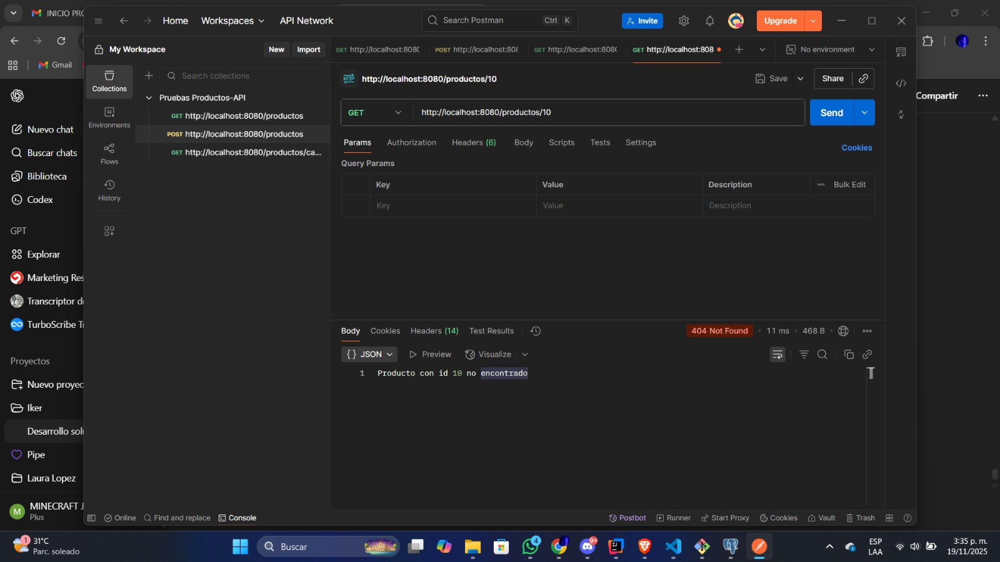 INICIO PRO
Gmail
Nuevo chat
Buscar chats
Biblioteca
Codex
GPT
Explorar
Marketing Res
Transcriptor d
TurboScribe Tr
Proyectos
Nuevo proyec
Iker
Desarrollo solu
Pipe
Laura Lopez
MINECRAFT J
Plus
M
Compartir
Home
Workspaces
API Network
Search Postman
Ctrl K
Invite
Upgrade
My Workspace
New
Import
GET http://localhost:8080
POST http://localhost:808
GET http://localhost:8080
GET http://localhost:808
No environment
Collections
Environments
Flows
History
Search collections
Pruebas Productos-API
GET http://localhost:8080/productos
POST http://localhost:8080/productos
GET http://localhost:8080/productos/ca...
HTTP http://localhost:8080/productos/10
Save
Share
GET http://localhost:8080/productos/10
Send
Params Authorization Headers (6) Body Scripts Tests Settings
Cookies
Query Params
Key Value Description Bulk Edit
Key Value Description
Body Cookies Headers (14) Test Results
404 Not Found 11 ms 468 B
{} JSON Preview Visualize
1 Producto con id 10 no encontrado
Online Find and replace Console
Postbot Runner Start Proxy Cookies Vault Trash
1
31°C
Parc. soleado
Buscar
4
9+
ESP
LAA
3:35 p. m.
19/11/2025